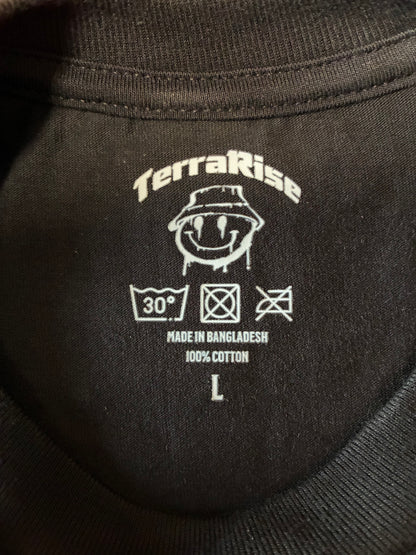 TerraRise
30°
MADE IN BANGLADESH
100% COTTON
L